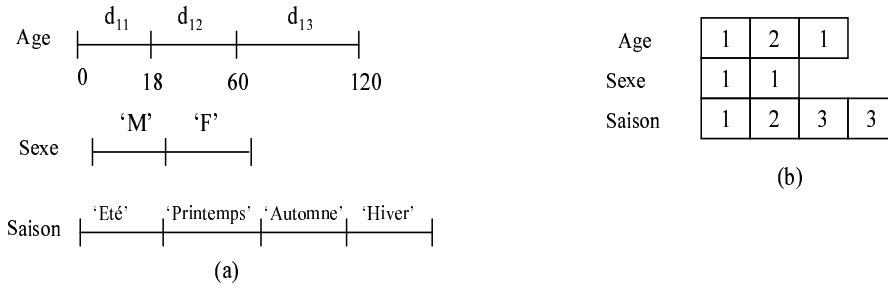 d11 d12 d13
Age
0 18 60 120
‘M’ ‘F’
Sexe
‘Eté’ ‘Printemps’ ‘Automne’ ‘Hiver’
Saison
(a)
Age 1 2 1
Sexe 1 1
Saison 1 2 3 3
(b)